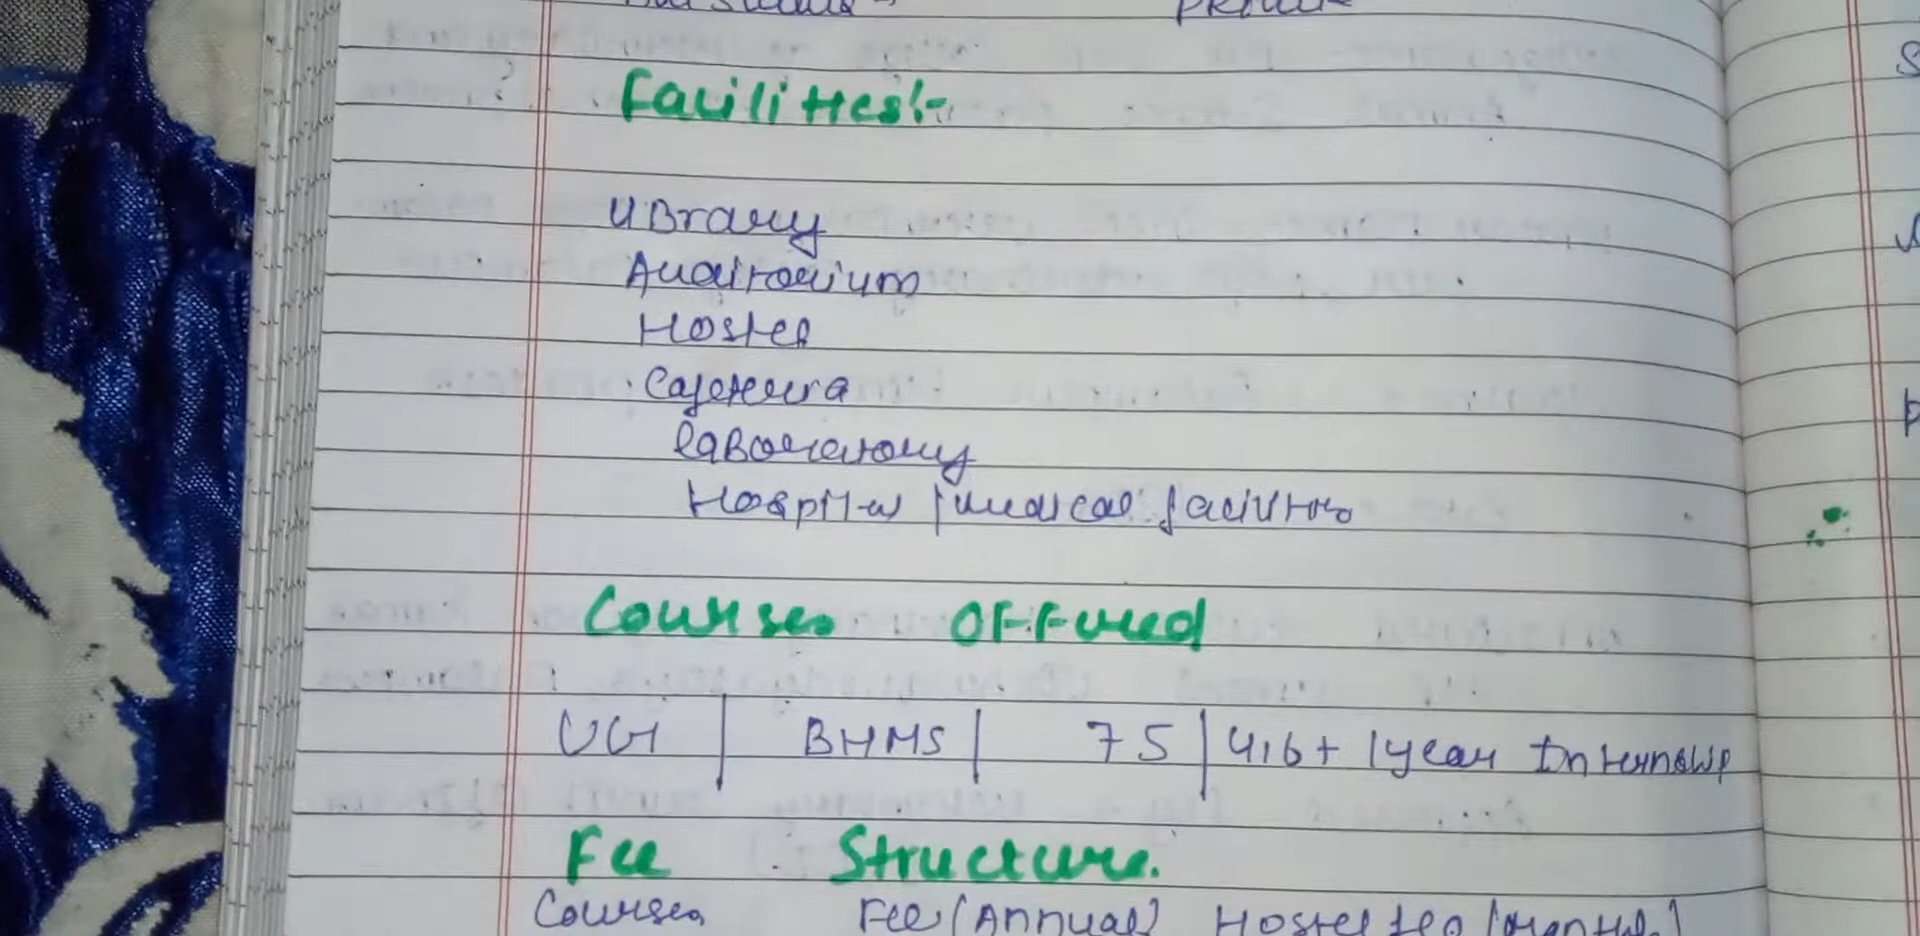 Facilities:-
Library
Auditorium
Hostel
Cafeteria
Laboratory
Hospital/medical facilities
Courses Offered
UG | BHMS | 75 | 4.6 + 1 year Internship
Fee Structure.
Courses Fee (Annual) Hostel fee